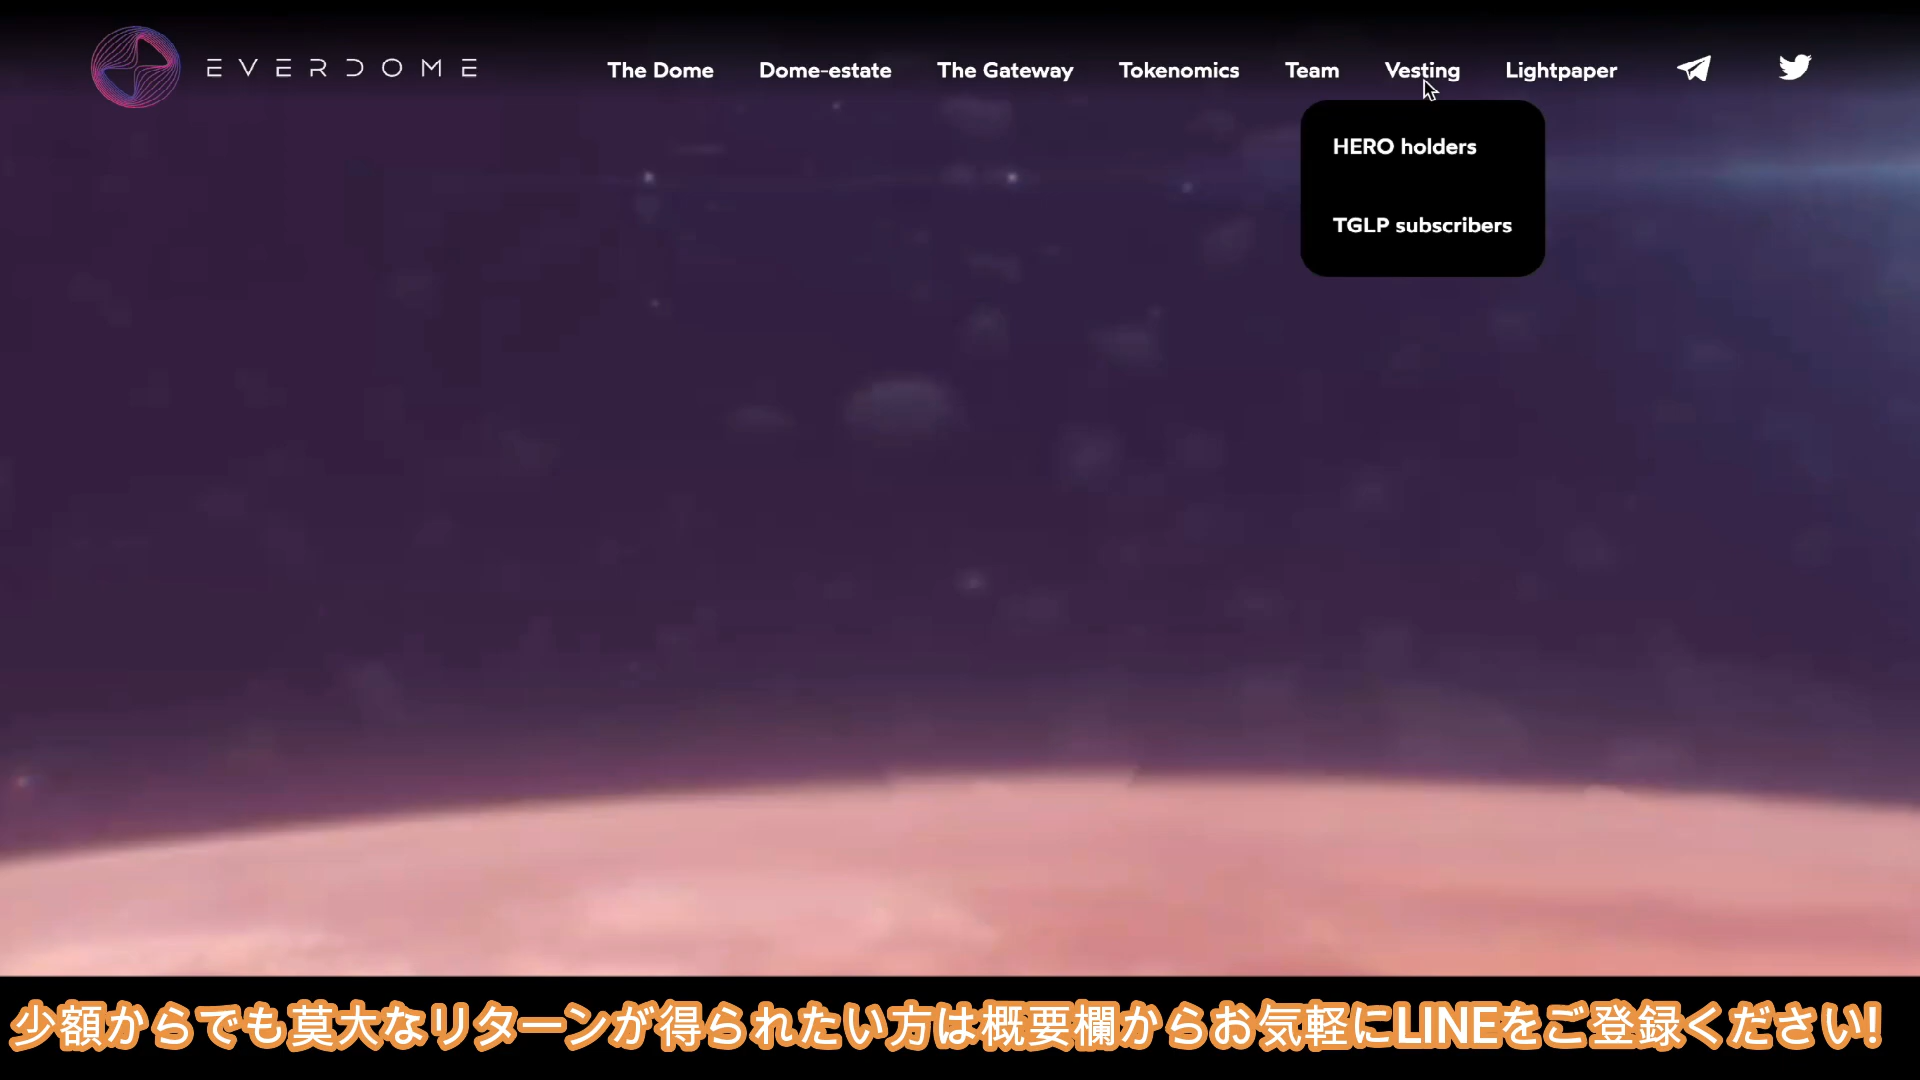 EVERDOME
The Dome
Dome-estate
The Gateway
Tokenomics
Team
Vesting
Lightpaper
HERO holders
TGLP subscribers
少額からでも莫大なリターンが得られたい方は概要欄からお気軽にLINEをご登録ください!